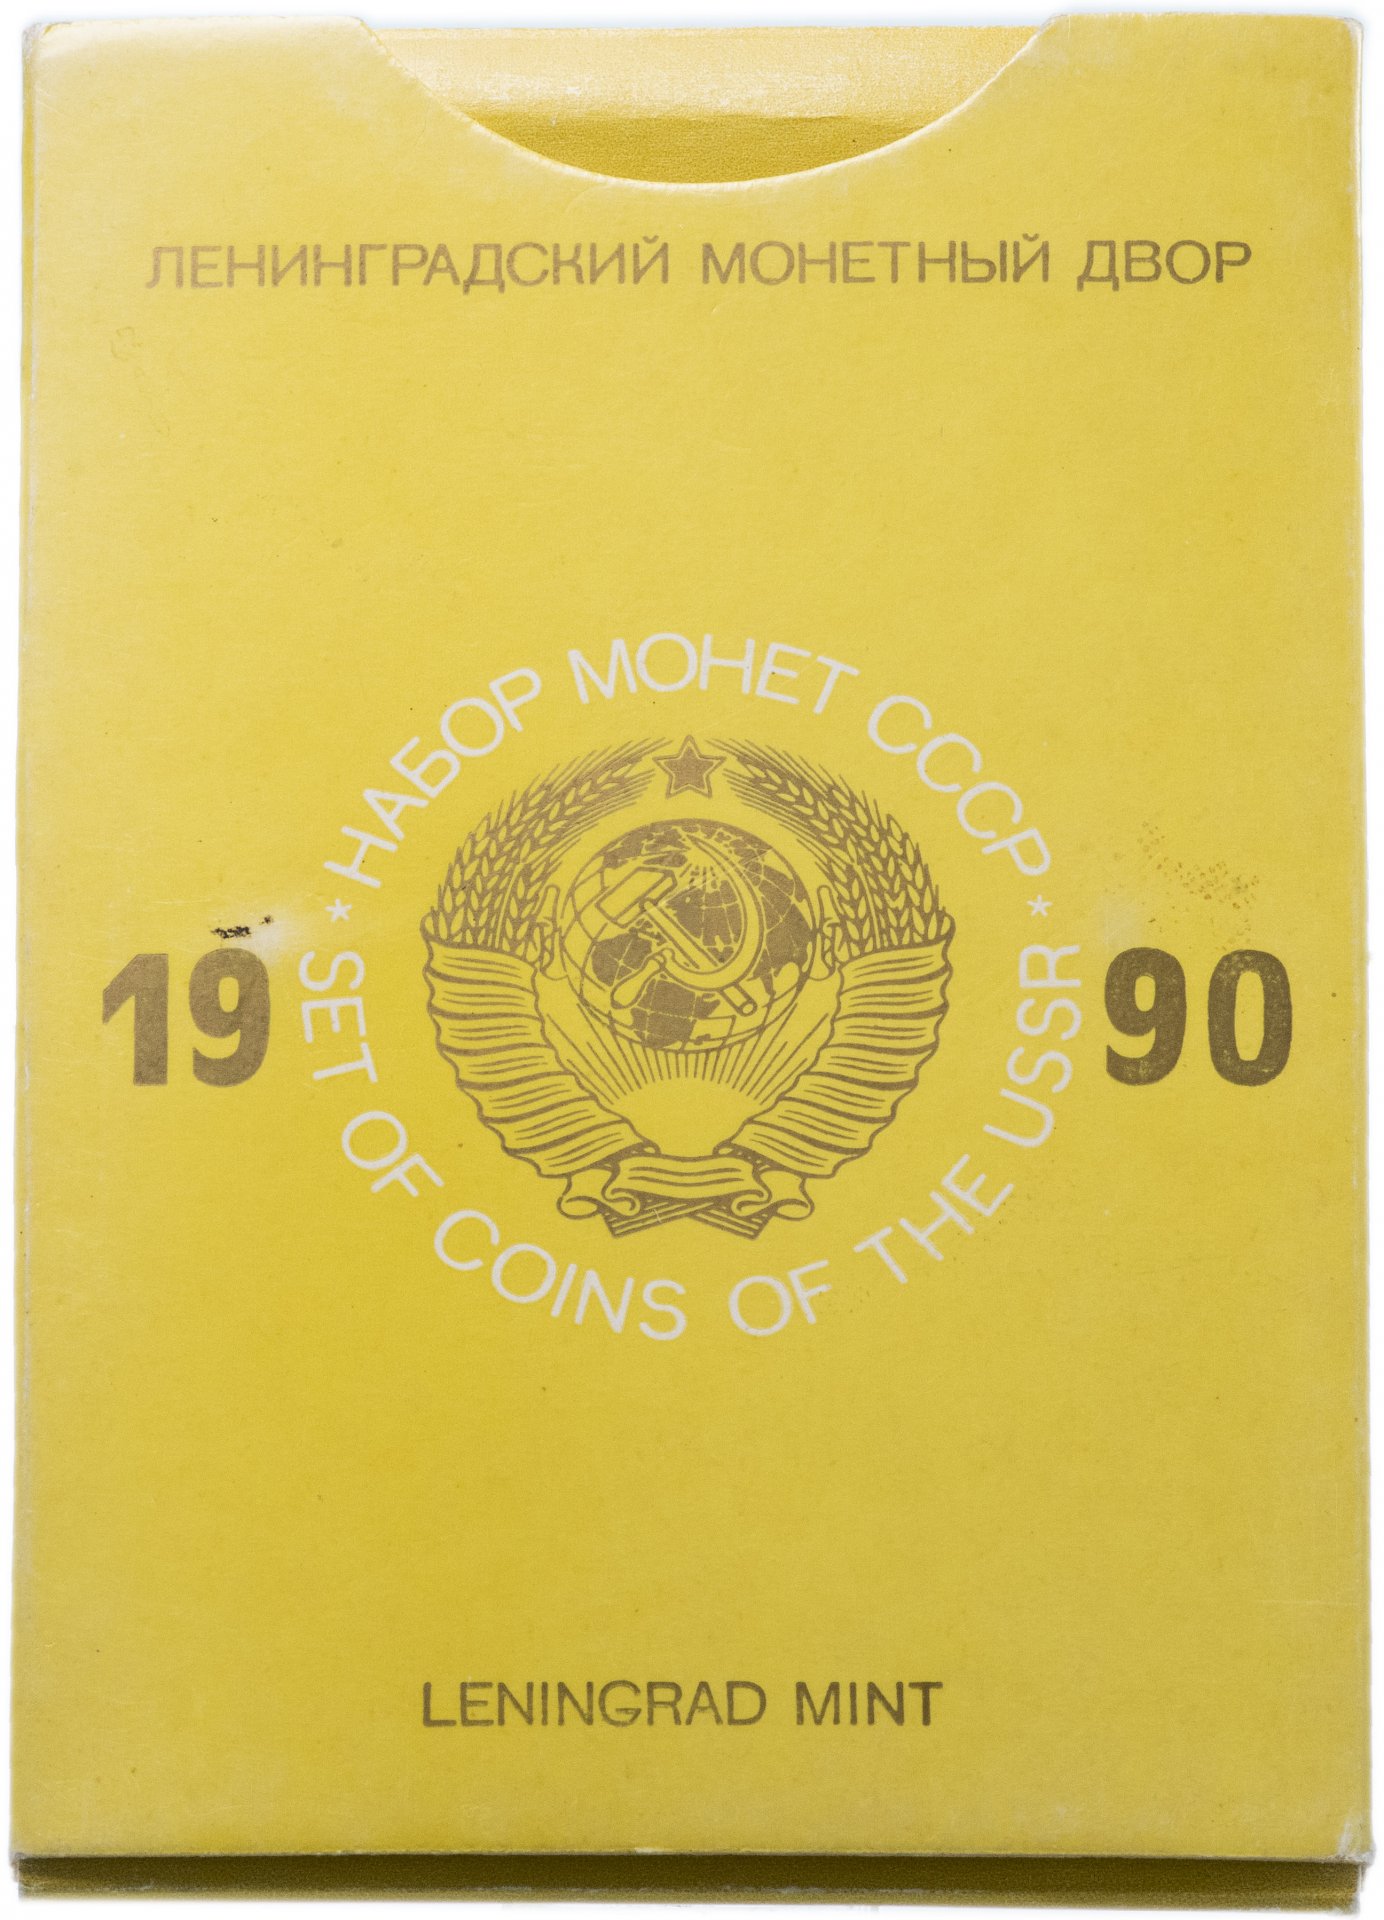 ЛЕНИНГРАДСКИЙ МОНЕТНЫЙ ДВОР
* НАБОР МОНЕТ СССР *
19 90
SET OF COINS OF THE USSR
LENINGRAD MINT